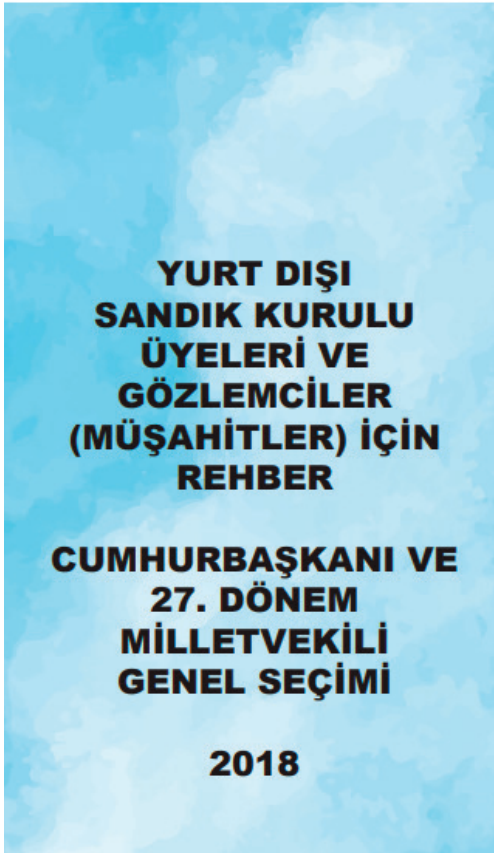 YURT DIŞI
SANDIK KURULU
ÜYELERİ VE
GÖZLEMCİLER
(MÜŞAHİTLER) İÇİN
REHBER
CUMHURBAŞKANI VE
27. DÖNEM
MİLLETVEKİLİ
GENEL SEÇİMİ
2018